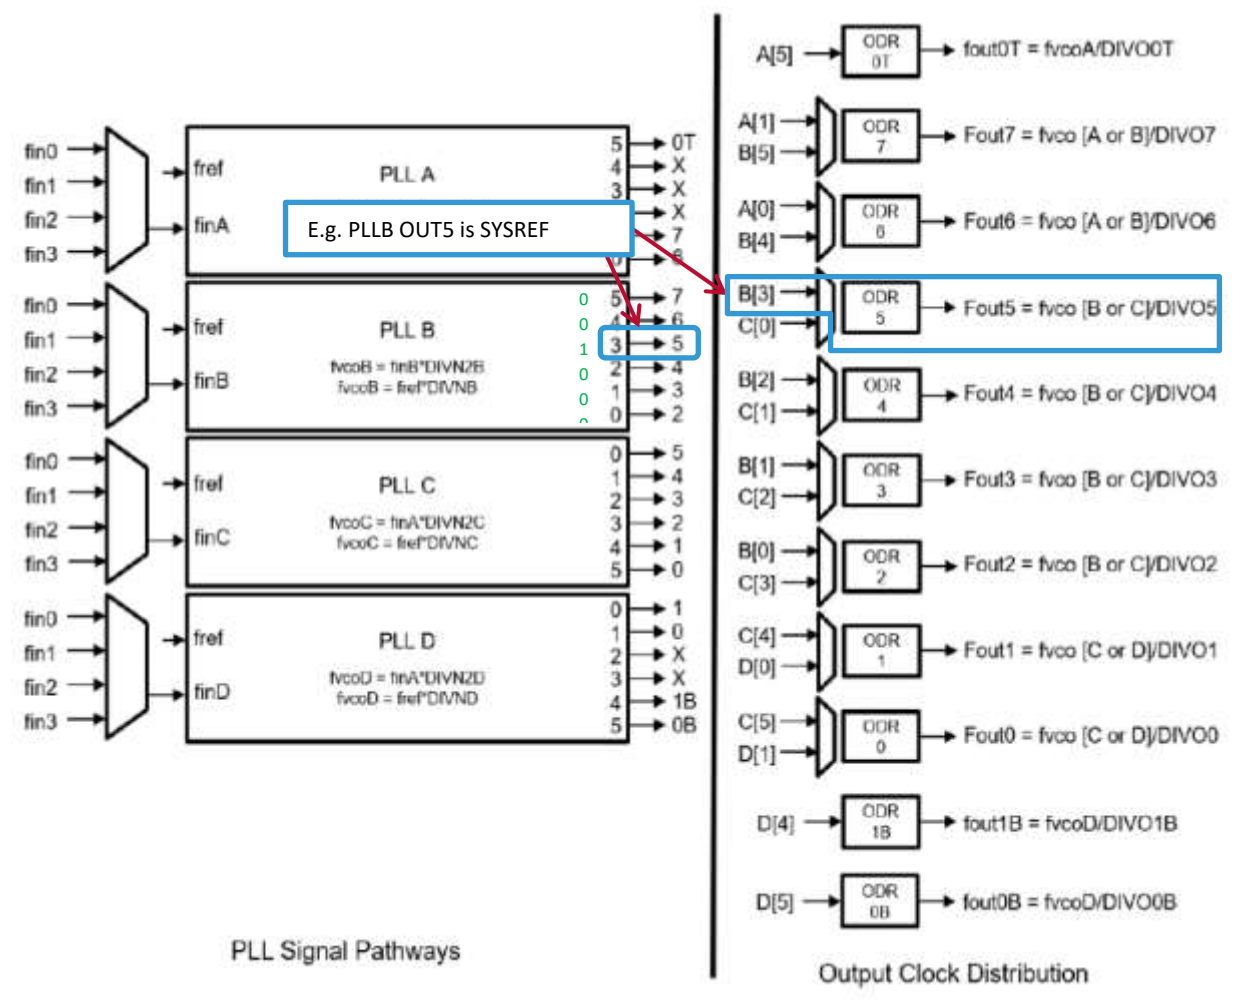 fin0
fin1
fin2
fin3
fref
finA
PLL A
5 0T
4 X
3 X
X
7
E.g. PLLB OUT5 is SYSREF
fin0
fin1
fin2
fin3
fref
finB
PLL B
fvcoB = finB*DIVN2B
fvcoB = fref*DIVNB
0 5 7
0 4 6
1 3 5
0 2 4
0 1 3
0 2
fin0
fin1
fin2
fin3
fref
finC
PLL C
fvcoC = finA*DIVN2C
fvcoC = fref*DIVNC
0 5
1 4
2 3
3 2
4 1
5 0
fin0
fin1
fin2
fin3
fref
finD
PLL D
fvcoD = finA*DIVN2D
fvcoD = fref*DIVND
0 1
1 0
2 X
3 X
4 1B
5 0B
PLL Signal Pathways
A[5] ODR 0T fout0T = fvcoA/DIVO0T
A[1]
B[5]
ODR
7
Fout7 = fvco [A or B]/DIVO7
A[0]
B[4]
ODR
6
Fout6 = fvco [A or B]/DIVO6
B[3]
C[0]
ODR
5
Fout5 = fvco [B or C]/DIVO5
B[2]
C[1]
ODR
4
Fout4 = fvco [B or C]/DIVO4
B[1]
C[2]
ODR
3
Fout3 = fvco [B or C]/DIVO3
B[0]
C[3]
ODR
2
Fout2 = fvco [B or C]/DIVO2
C[4]
D[0]
ODR
1
Fout1 = fvco [C or D]/DIVO1
C[5]
D[1]
ODR
0
Fout0 = fvco [C or D]/DIVO0
D[4]
ODR
1B
fout1B = fvcoD/DIVO1B
D[5]
ODR
0B
fout0B = fvcoD/DIVO0B
Output Clock Distribution